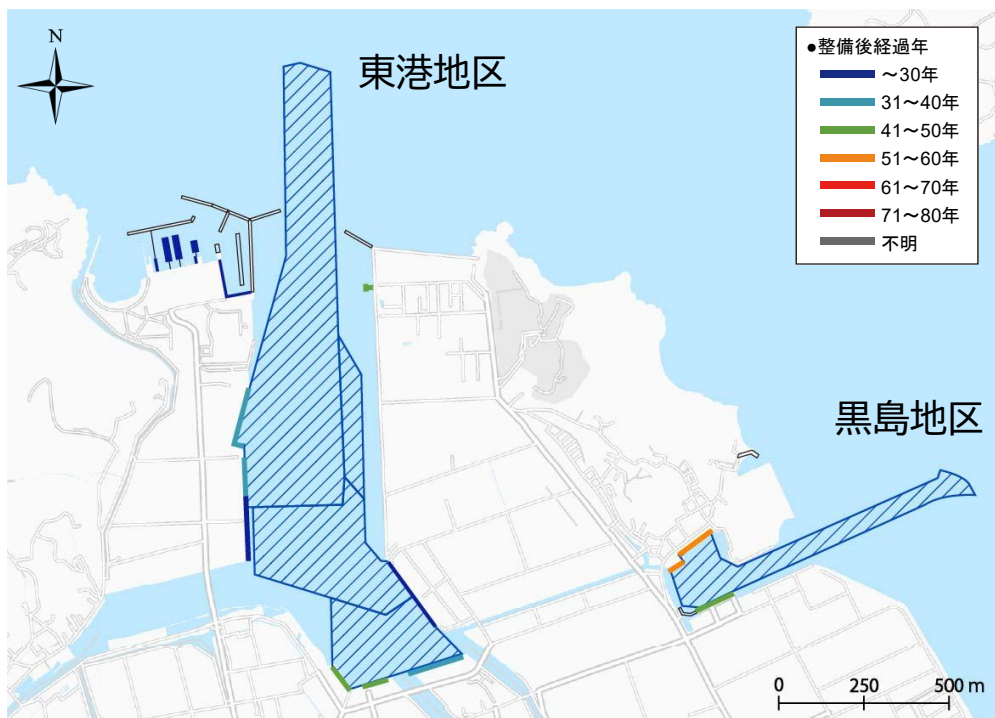 N
東港地区
●整備後経過年
～30年
31～40年
41～50年
51～60年
61～70年
71～80年
不明
黒島地区
0 250 500 m